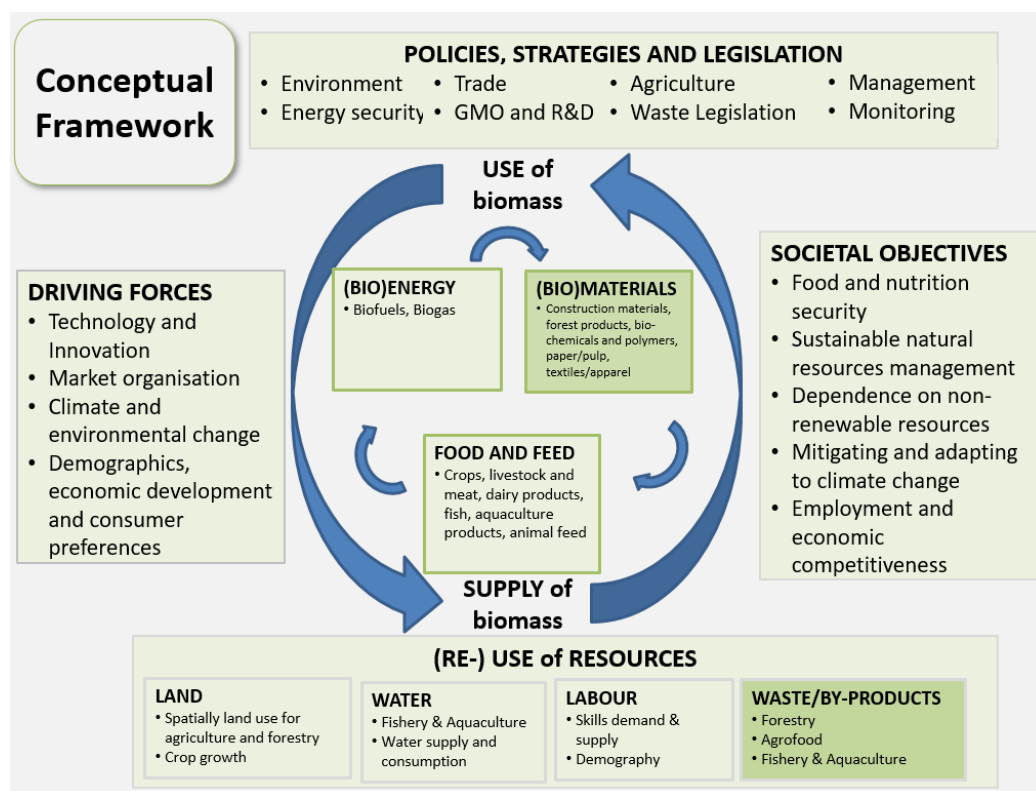 Conceptual
Framework
POLICIES, STRATEGIES AND LEGISLATION
• Environment
• Energy security
• Trade
• GMO and R&D
• Agriculture
• Waste Legislation
• Management
• Monitoring
USE of
biomass
DRIVING FORCES
• Technology and
Innovation
• Market organisation
• Climate and
environmental change
• Demographics,
economic development
and consumer
preferences
(BIO)ENERGY
• Biofuels, Biogas
(BIO)MATERIALS
• Construction materials,
forest products, bio-
chemicals and polymers,
paper/pulp,
textiles/apparel
FOOD AND FEED
• Crops, livestock and
meat, dairy products,
fish, aquaculture
products, animal feed
SOCIETAL OBJECTIVES
• Food and nutrition
security
• Sustainable natural
resources management
• Dependence on non-
renewable resources
• Mitigating and adapting
to climate change
• Employment and
economic
competitiveness
SUPPLY of
biomass
(RE-) USE of RESOURCES
LAND
• Spatially land use for
agriculture and forestry
• Crop growth
WATER
• Fishery & Aquaculture
• Water supply and
consumption
LABOUR
• Skills demand &
supply
• Demography
WASTE/BY-PRODUCTS
• Forestry
• Agrofood
• Fishery & Aquaculture